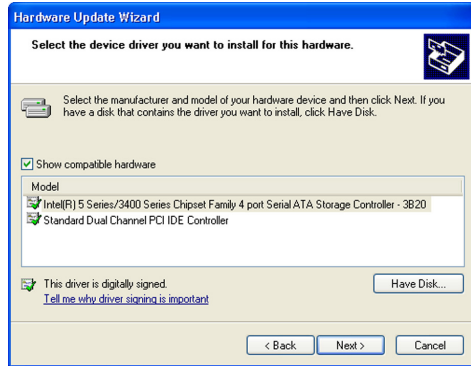 Hardware Update Wizard
Select the device driver you want to install for this hardware.
Select the manufacturer and model of your hardware device and then click Next. If you
have a disk that contains the driver you want to install, click Have Disk.
Show compatible hardware
Model
Intel(R) 5 Series/3400 Series Chipset Family 4 port Serial ATA Storage Controller - 3B20
Standard Dual Channel PCI IDE Controller
This driver is digitally signed.
Have Disk...
Tell me why driver signing is important
< Back
Next >
Cancel